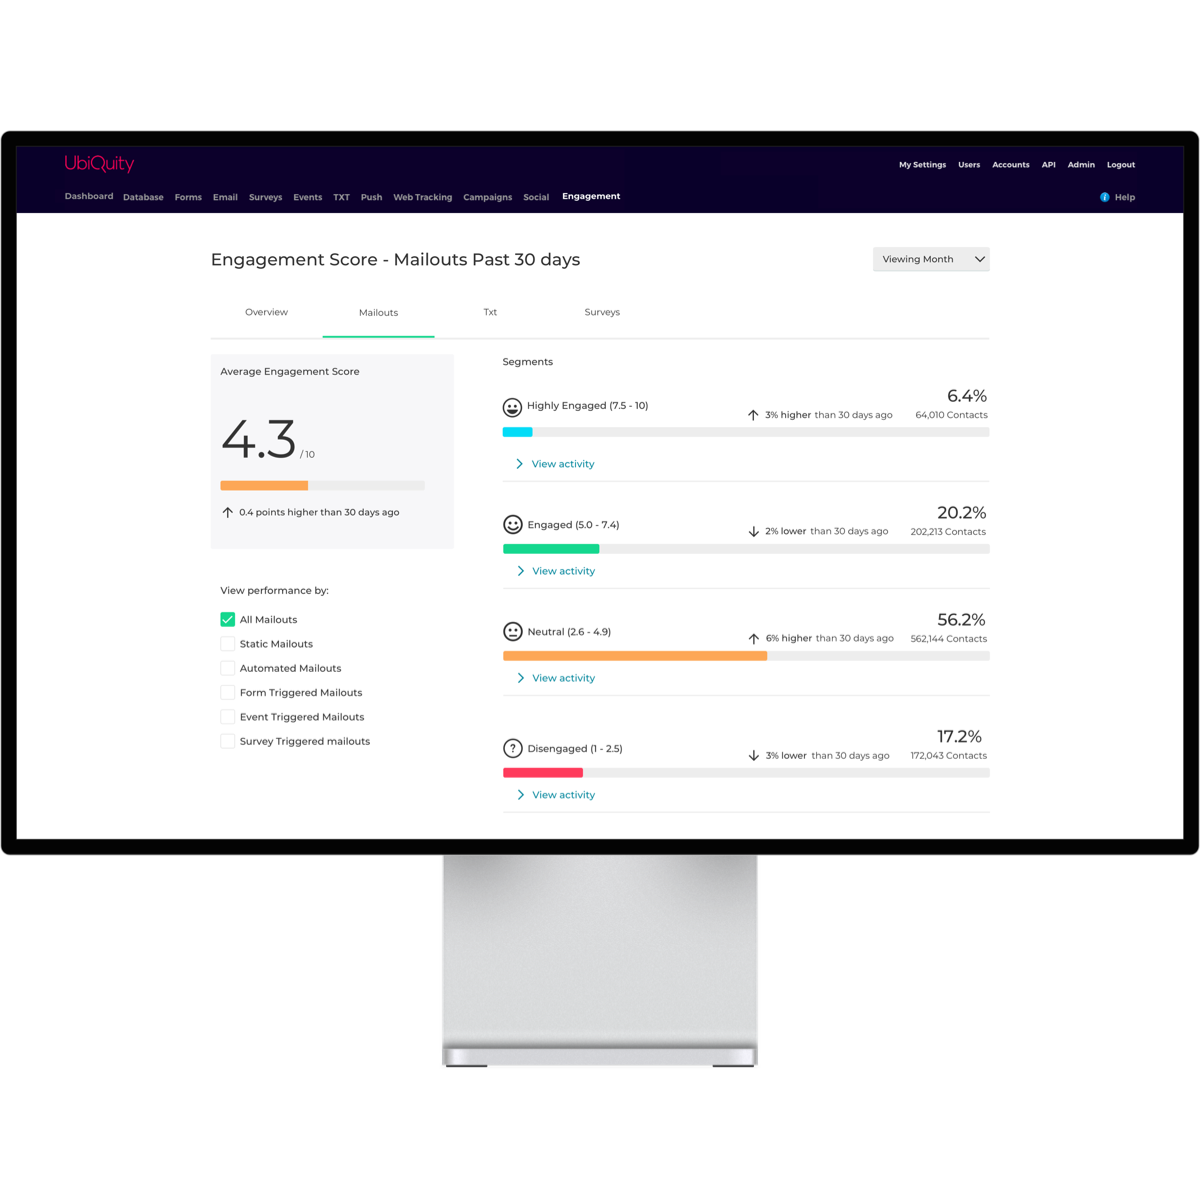 UbiQuity
My Settings Users Accounts API Admin Logout
Dashboard Database Forms Email Surveys Events TXT Push Web Tracking Campaigns Social Engagement
i Help
Engagement Score - Mailouts Past 30 days
Viewing Month
Overview Mailouts Txt Surveys
Average Engagement Score
4.3 / 10
0.4 points higher than 30 days ago
View performance by:
All Mailouts
Static Mailouts
Automated Mailouts
Form Triggered Mailouts
Event Triggered Mailouts
Survey Triggered mailouts
Segments
Highly Engaged (7.5 - 10)
3% higher than 30 days ago
6.4%
64,010 Contacts
View activity
Engaged (5.0 - 7.4)
2% lower than 30 days ago
20.2%
202,213 Contacts
View activity
Neutral (2.6 - 4.9)
6% higher than 30 days ago
56.2%
562,144 Contacts
View activity
? Disengaged (1 - 2.5)
3% lower than 30 days ago
17.2%
172,043 Contacts
View activity